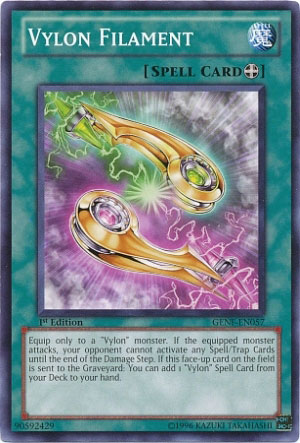 VYLON FILAMENT
魔
[SPELL CARD]
1st Edition
GENF-EN057
Equip only to a "Vylon" monster. If the equipped monster
attacks, your opponent cannot activate any Spell/Trap Cards
until the end of the Damage Step. If this face-up card on the field
is sent to the Graveyard: You can add 1 "Vylon" Spell Card from
your Deck to your hand.
90592429
©1996 KAZUKI TAKAHASHI